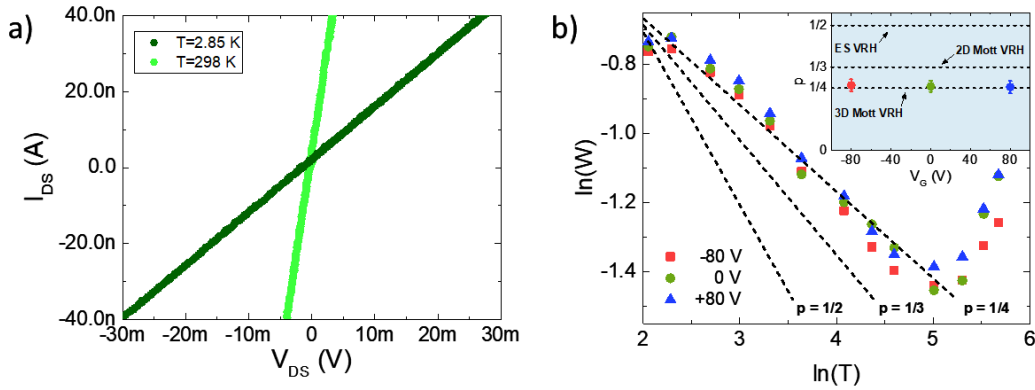 a)
I_DS (A)
40.0n
20.0n
0.0
-20.0n
-40.0n
T=2.85 K
T=298 K
-30m -20m -10m 0 10m 20m 30m
V_DS (V)
b)
ln(W)
-0.8
-1.0
-1.2
-1.4
-80 V
0 V
+80 V
p = 1/2 p = 1/3 p = 1/4
2.0 2.5 3 4 5 6
ln(T)
p
1/2
1/3
1/4
0
ES VRH
2D Mott VRH
3D Mott VRH
-80 -40 0 40 80
V_G (V)